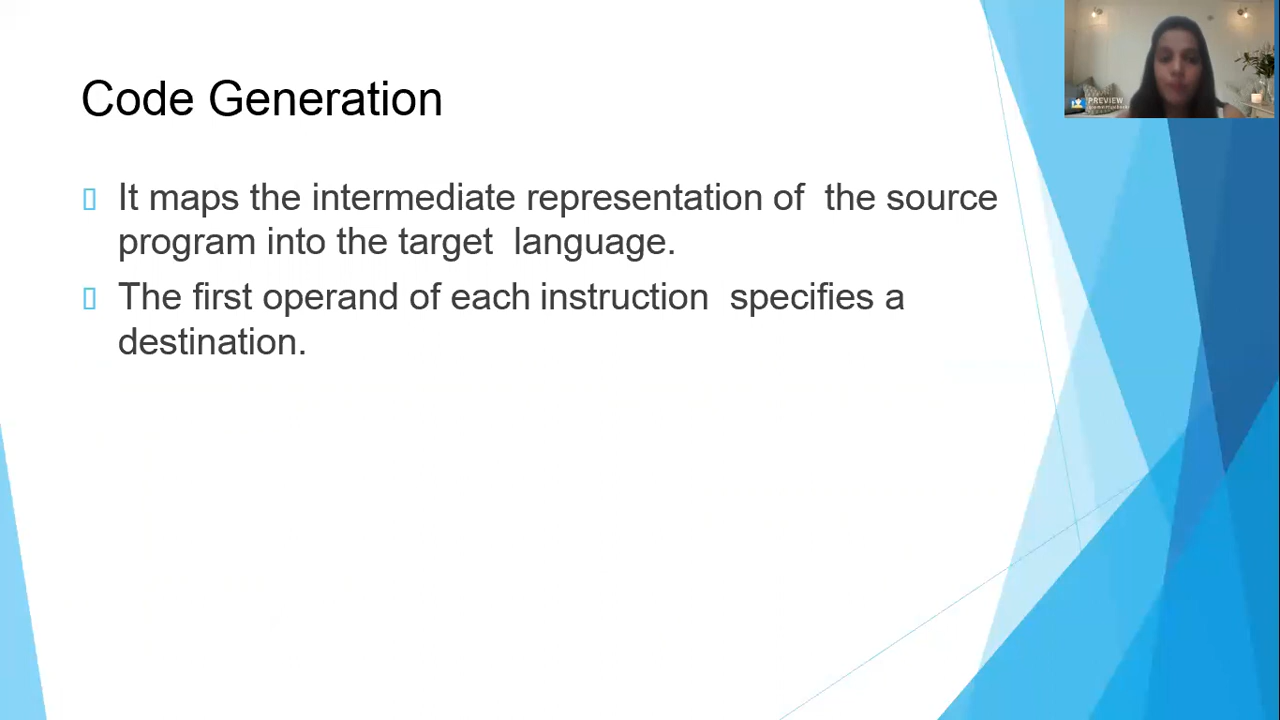 Code Generation
It maps the intermediate representation of  the source
program into the target  language.
The first operand of each instruction  specifies a
destination.
PREVIEW